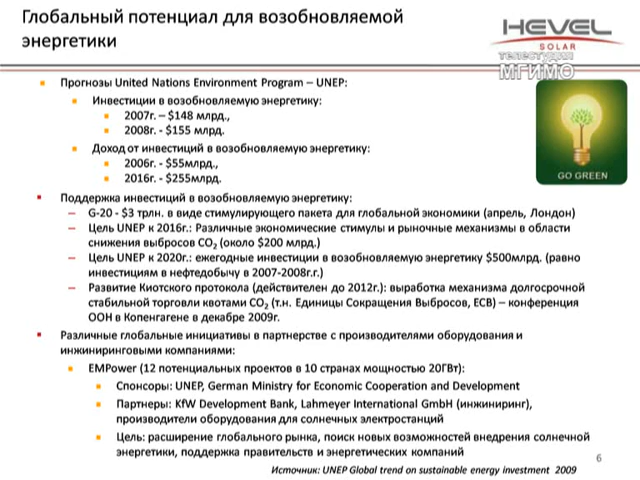 Глобальный потенциал для возобновляемой
энергетики
HEVEL
SOLAR
телестудия
МГИМО
Прогнозы United Nations Environment Program – UNEP:
Инвестиции в возобновляемую энергетику:
2007г. – $148 млрд.,
2008г. - $155 млрд.
Доход от инвестиций в возобновляемую энергетику:
2006г. - $55млрд.,
2016г. - $255млрд.
GO GREEN
Поддержка инвестиций в возобновляемую энергетику:
– G-20 - $3 трлн. в виде стимулирующего пакета для глобальной экономики (апрель, Лондон)
– Цель UNEP к 2016г.: Различные экономические стимулы и рыночные механизмы в области
снижения выбросов CO₂ (около $200 млрд.)
– Цель UNEP к 2020г.: ежегодные инвестиции в возобновляемую энергетику $500млрд. (равно
инвестициям в нефтедобычу в 2007-2008г.г.)
– Развитие Киотского протокола (действителен до 2012г.): выработка механизма долгосрочной
стабильной торговли квотами CO₂ (т.н. Единицы Сокращения Выбросов, ЕСВ) – конференция
ООН в Копенгагене в декабре 2009г.
Различные глобальные инициативы в партнерстве с производителями оборудования и
инжиниринговыми компаниями:
EMPower (12 потенциальных проектов в 10 странах мощностью 20ГВт):
Спонсоры: UNEP, German Ministry for Economic Cooperation and Development
Партнеры: KfW Development Bank, Lahmeyer International GmbH (инжиниринг),
производители оборудования для солнечных электростанций
Цель: расширение глобального рынка, поиск новых возможностей внедрения солнечной
энергетики, поддержка правительств и энергетических компаний
6
Источник: UNEP Global trend on sustainable energy investment 2009